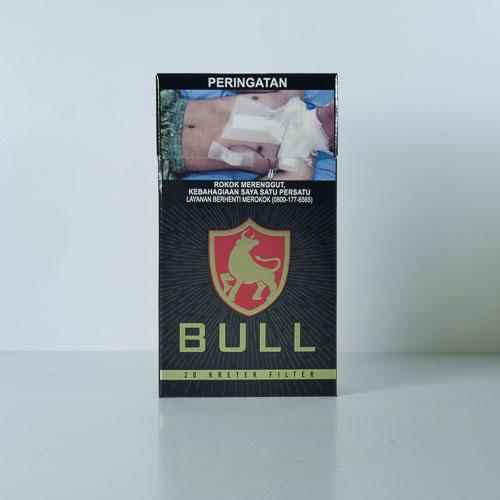 PERINGATAN
ROKOK MERENGGUT,
KEBAHAGIAAN SAYA SATU PERSATU
LAYANAN BERHENTI MEROKOK (0800-177-6565)
BULL
20 KRETEK FILTER